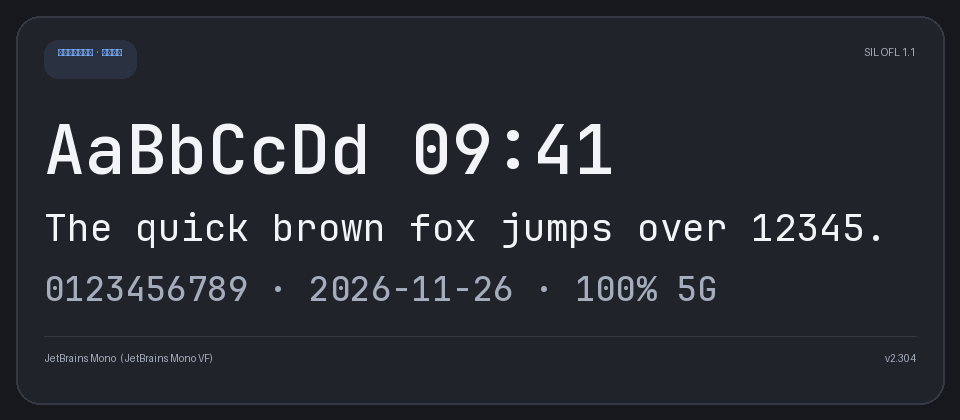 SIL OFL 1.1
AaBbCcDd 09:41
The quick brown fox jumps over 12345.
0123456789 · 2026-11-26 · 100% 5G
JetBrains Mono (JetBrains Mono VF)
v2.304